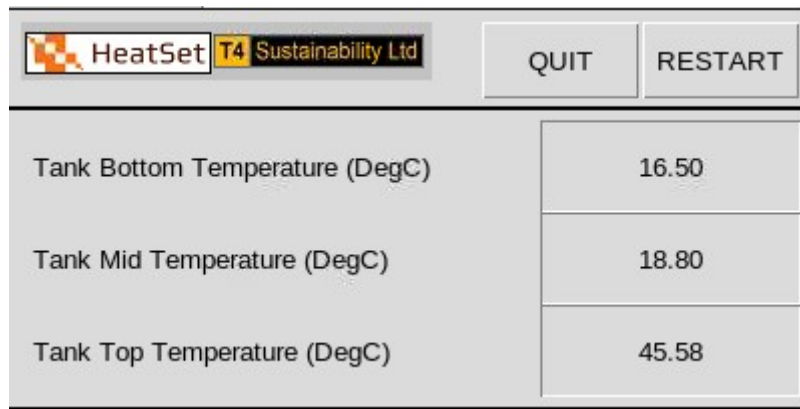 HeatSet T4 Sustainability Ltd QUIT RESTART
Tank Bottom Temperature (DegC) 16.50
Tank Mid Temperature (DegC) 18.80
Tank Top Temperature (DegC) 45.58